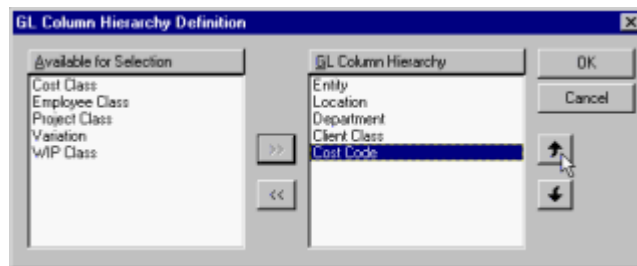 GL Column Hierarchy Definition
Available for Selection
Cost Class
Employee Class
Project Class
Variation
WIP Class
>>
<<
GL Column Hierarchy
Entity
Location
Department
Client Class
Cost Code
OK
Cancel